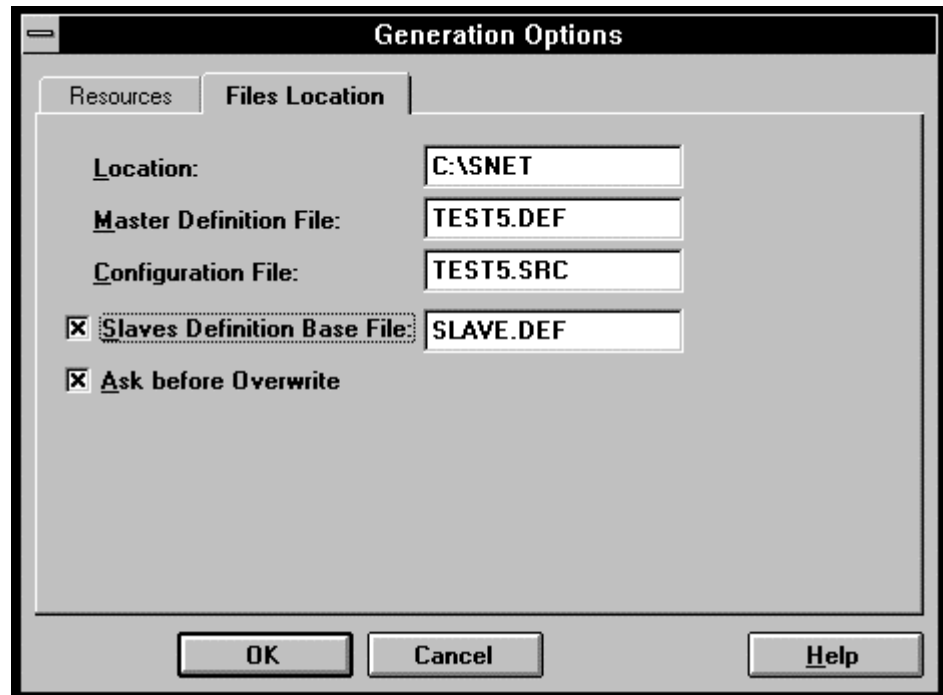 Generation Options
Resources Files Location
Location: C:\SNET
Master Definition File: TEST5.DEF
Configuration File: TEST5.SRC
Slaves Definition Base File: SLAVE.DEF
Ask before Overwrite
OK Cancel Help